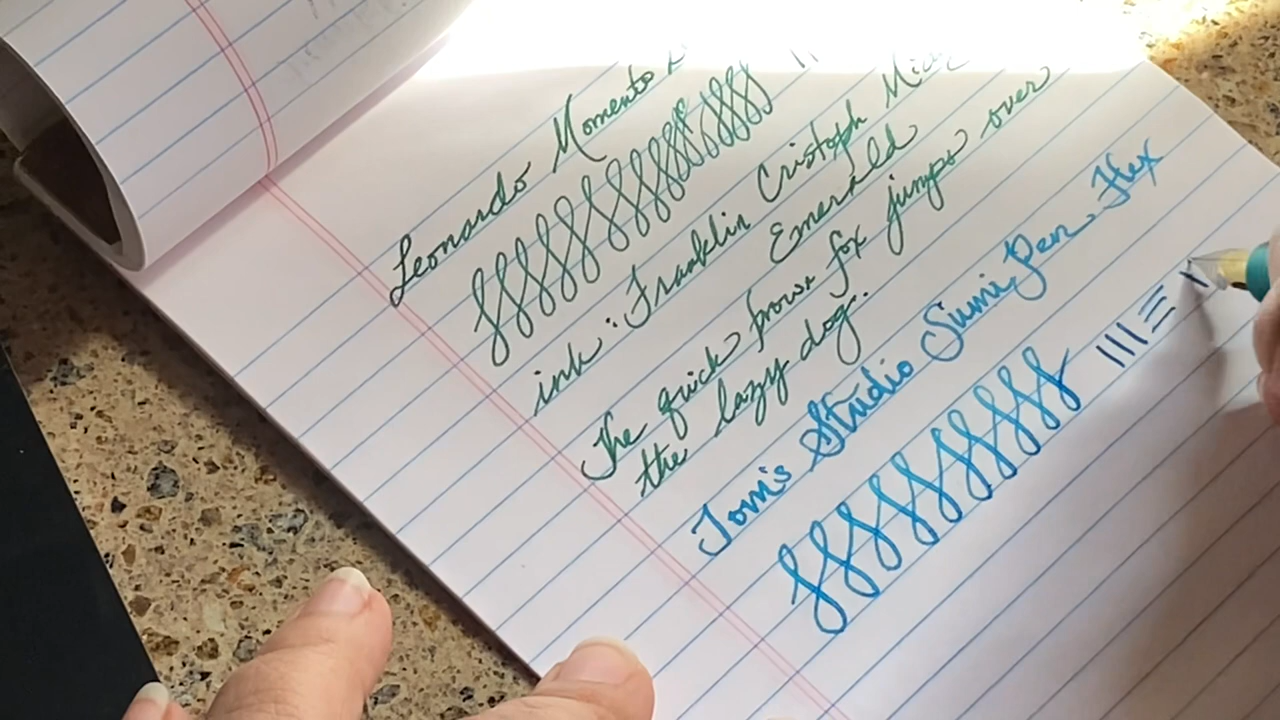 Leonardo Momento
ink: Franklin Cristoph
Emerald
The quick brown fox jumps over
the lazy dog.
Tom's Studio Sumi Pen Flex